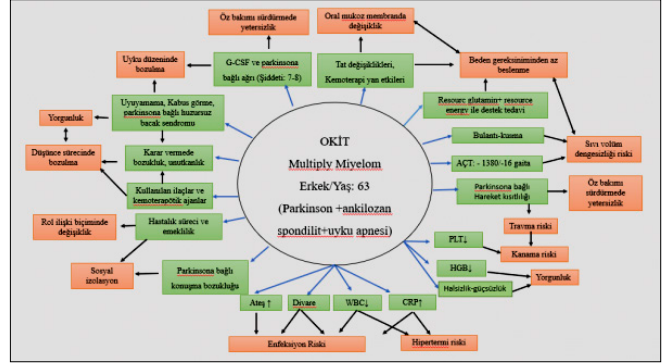 Öz bakımı sürdürmede
yetersizlik
Oral mukoz membranda
değişiklik
Uyku düzeninde
bozulma
G-CSF ve parkinsona
bağlı ağrı (Şiddeti: 7-8)
Tat değişiklikleri,
Kemoterapi yan etkileri
Beden gereksiniminden az
beslenme
Yorgunluk
Uyuyamama, Kabus görme,
parkinsona bağlı huzursuz
bacak sendromu
Resourc glutamin+ resource
energy ile destek tedavi
Düşünce sürecinde
bozulma
Karar vermede
bozukluk, unutkanlık
OKİT
Multiply Miyelom
Erkek/Yaş: 63
(Parkinson +ankilozan
spondilit+uyku apnesi)
Bulantı-kusma
AÇT: - 1380/-16 gaita
Sıvı volüm
dengesizliği riski
Kullanılan ilaçlar ve
kemoterapötik ajanlar
Parkinsona bağlı
Hareket kısıtlılığı
Öz bakımı
sürdürmede
yetersizlik
Rol ilişki biçiminde
değişiklik
Hastalık süreci ve
emeklilik
Travma riski
PLT↓
Kanama riski
Sosyal
izolasyon
Parkinsona bağlı
konuşma bozukluğu
HGB↓
Halsizlik-güçsüzlük
Yorgunluk
Ateş ↑
Divare
WBC↓
CRP↑
Enfeksiyon Riski
Hipertermi riski